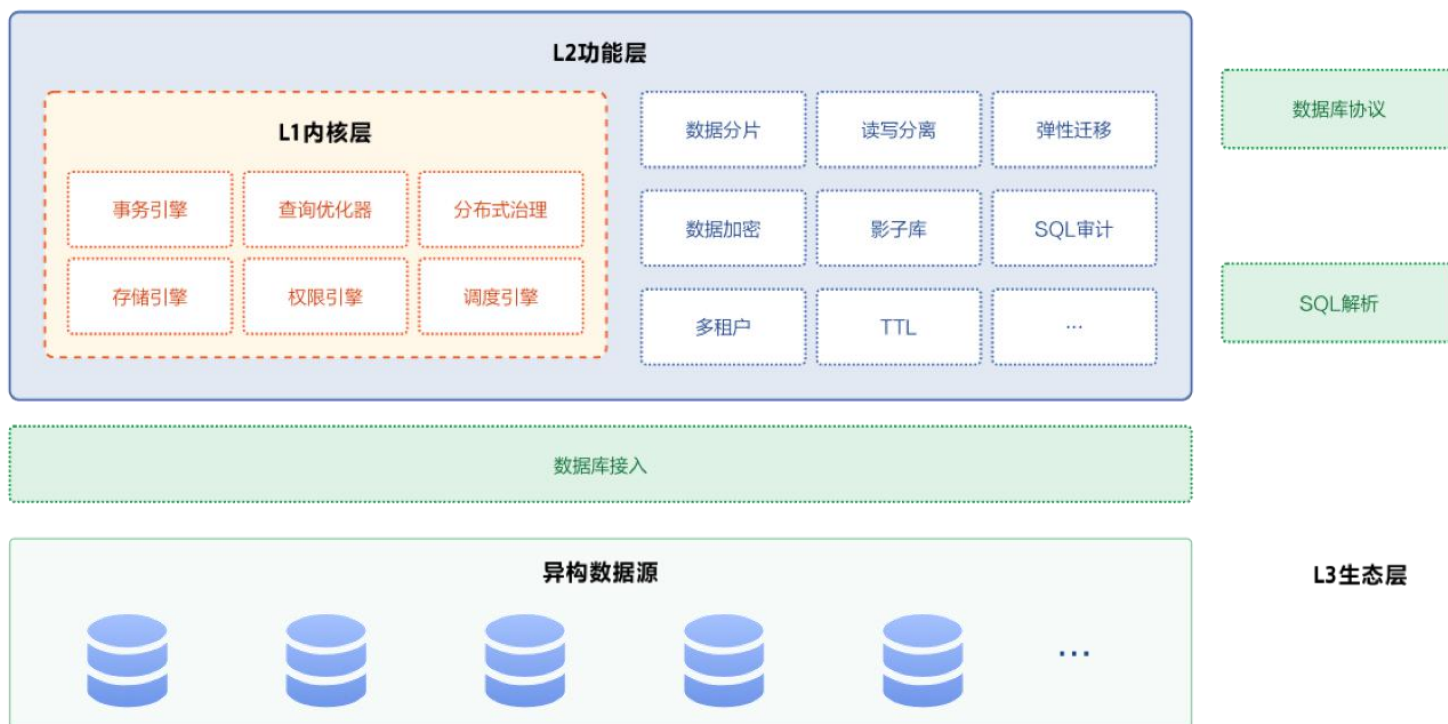 L2功能层
L1内核层
事务引擎
查询优化器
分布式治理
存储引擎
权限引擎
调度引擎
数据分片
读写分离
弹性迁移
数据加密
影子库
SQL审计
多租户
TTL
...
数据库协议
SQL解析
数据库接入
异构数据源
...
L3生态层